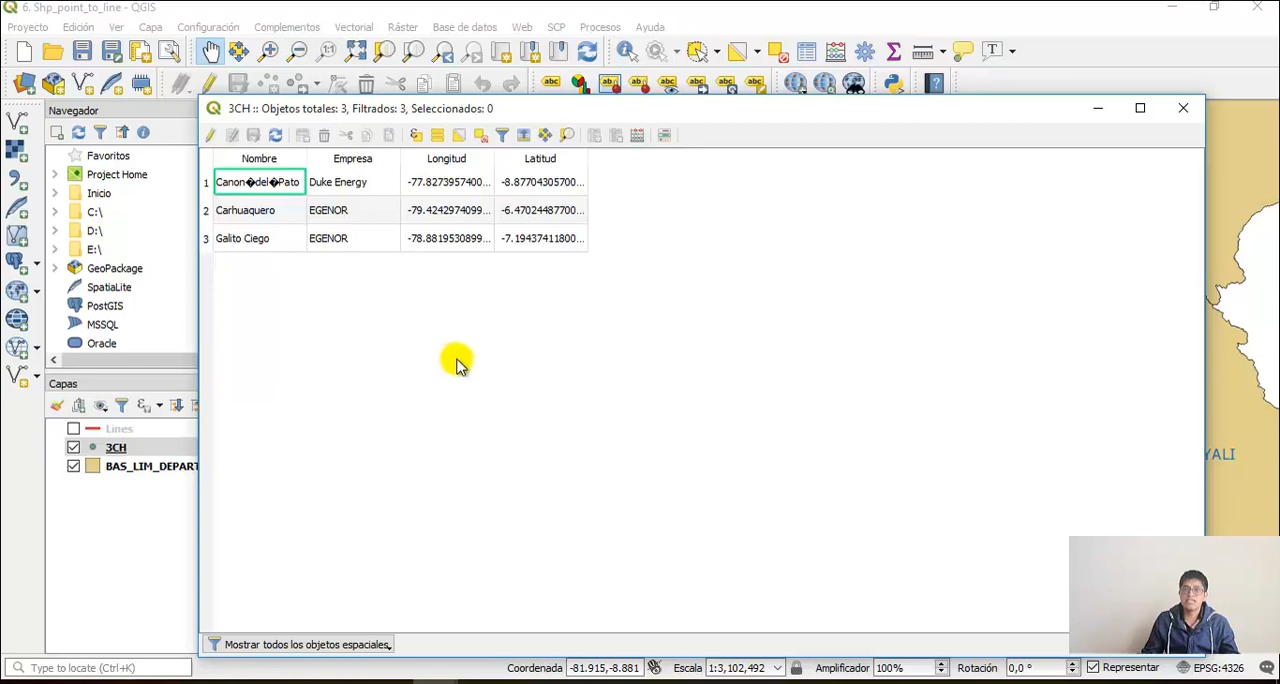 6. Shp_point_to_line - QGIS
Proyecto Edición Ver Capa Configuración Complementos Vectorial Ráster Base de datos Web SCP Procesos Ayuda
Navegador
Favoritos
Project Home
Inicio
C:\
D:\
E:\
GeoPackage
SpatiaLite
PostGIS
MSSQL
Oracle
Capas
Lines
3CH
BAS_LIM_DEPART
3CH :: Objetos totales: 3, Filtrados: 3, Seleccionados: 0
Nombre Empresa Longitud Latitud
1 Canon�del�Pato Duke Energy -77.8273957400... -8.87704305700...
2 Carhuaquero EGENOR -79.4242974099... -6.47024487700...
3 Galito Ciego EGENOR -78.8819530899... -7.19437411800...
Mostrar todos los objetos espaciales
YALI
Type to locate (Ctrl+K) Coordenada -81.915,-8.881 Escala 1:3,102,492 Amplificador 100% Rotación 0,0 ° Representar EPSG:4326